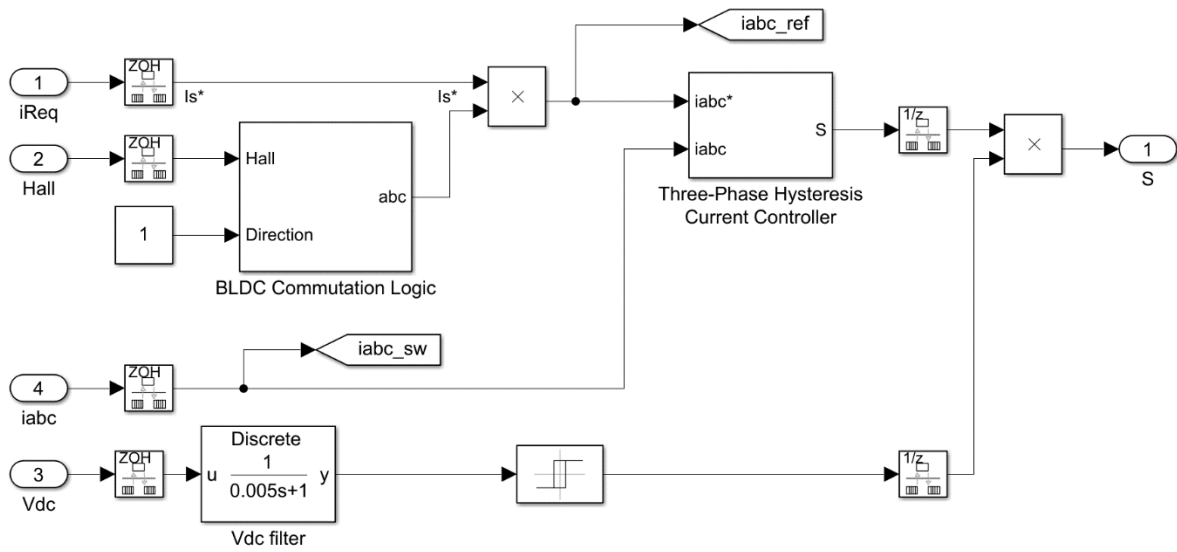 iabc_ref
ZOH
1
iReq
Is*
Is*
×
iabc*
iabc
S
1/z
×
1
S
ZOH
2
Hall
Hall
abc
Direction
1
BLDC Commutation Logic
Three-Phase Hysteresis
Current Controller
iabc_sw
ZOH
4
iabc
ZOH
3
Vdc
Discrete
u
1
0.005s+1
y
Vdc filter
1/z